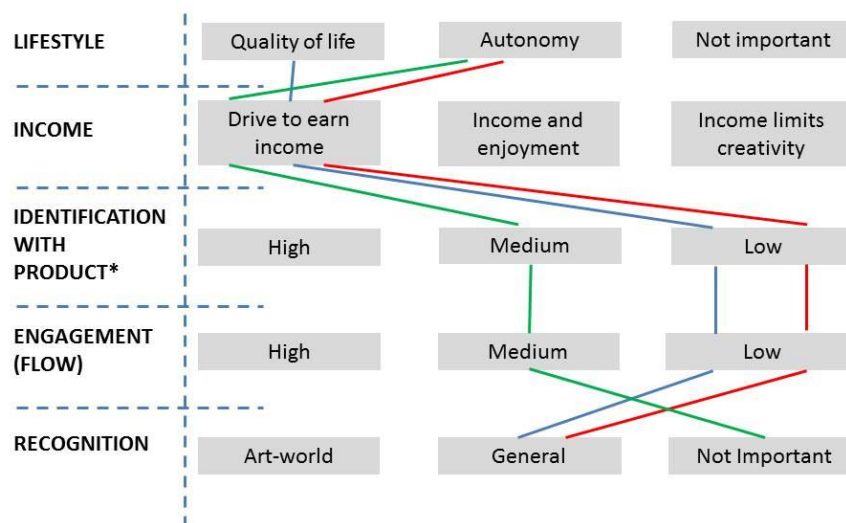 LIFESTYLE
Quality of life
Autonomy
Not important
INCOME
Drive to earn
income
Income and
enjoyment
Income limits
creativity
IDENTIFICATION
WITH
PRODUCT*
High
Medium
Low
ENGAGEMENT
(FLOW)
High
Medium
Low
RECOGNITION
Art-world
General
Not Important